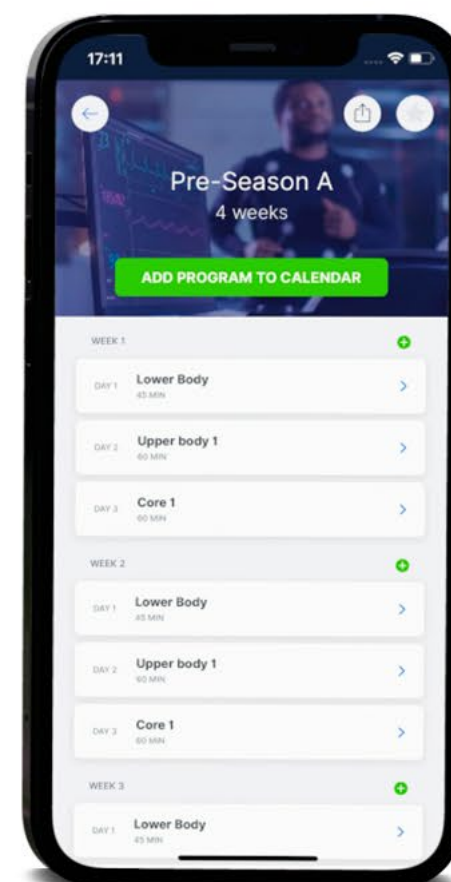 17:11
Pre-Season A
4 weeks
ADD PROGRAM TO CALENDAR
WEEK 1
DAY 1 Lower Body
45 MIN
DAY 2 Upper body 1
60 MIN
DAY 3 Core 1
60 MIN
WEEK 2
DAY 1 Lower Body
45 MIN
DAY 2 Upper body 1
60 MIN
DAY 3 Core 1
60 MIN
WEEK 3
DAY 1 Lower Body
45 MIN